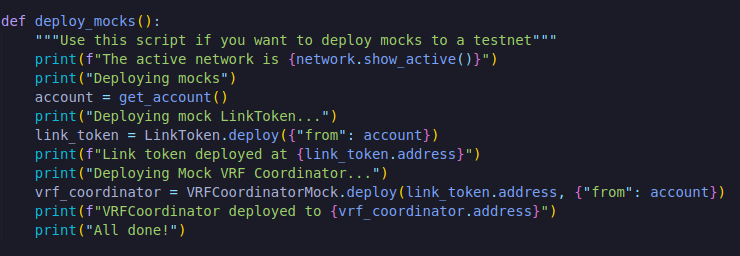 def deploy_mocks():
    """Use this script if you want to deploy mocks to a testnet"""
    print(f"The active network is {network.show_active()}")
    print("Deploying mocks")
    account = get_account()
    print("Deploying mock LinkToken...")
    link_token = LinkToken.deploy({"from": account})
    print(f"Link token deployed at {link_token.address}")
    print("Deploying Mock VRF Coordinator...")
    vrf_coordinator = VRFCoordinatorMock.deploy(link_token.address, {"from": account})
    print(f"VRFCoordinator deployed to {vrf_coordinator.address}")
    print("All done!")